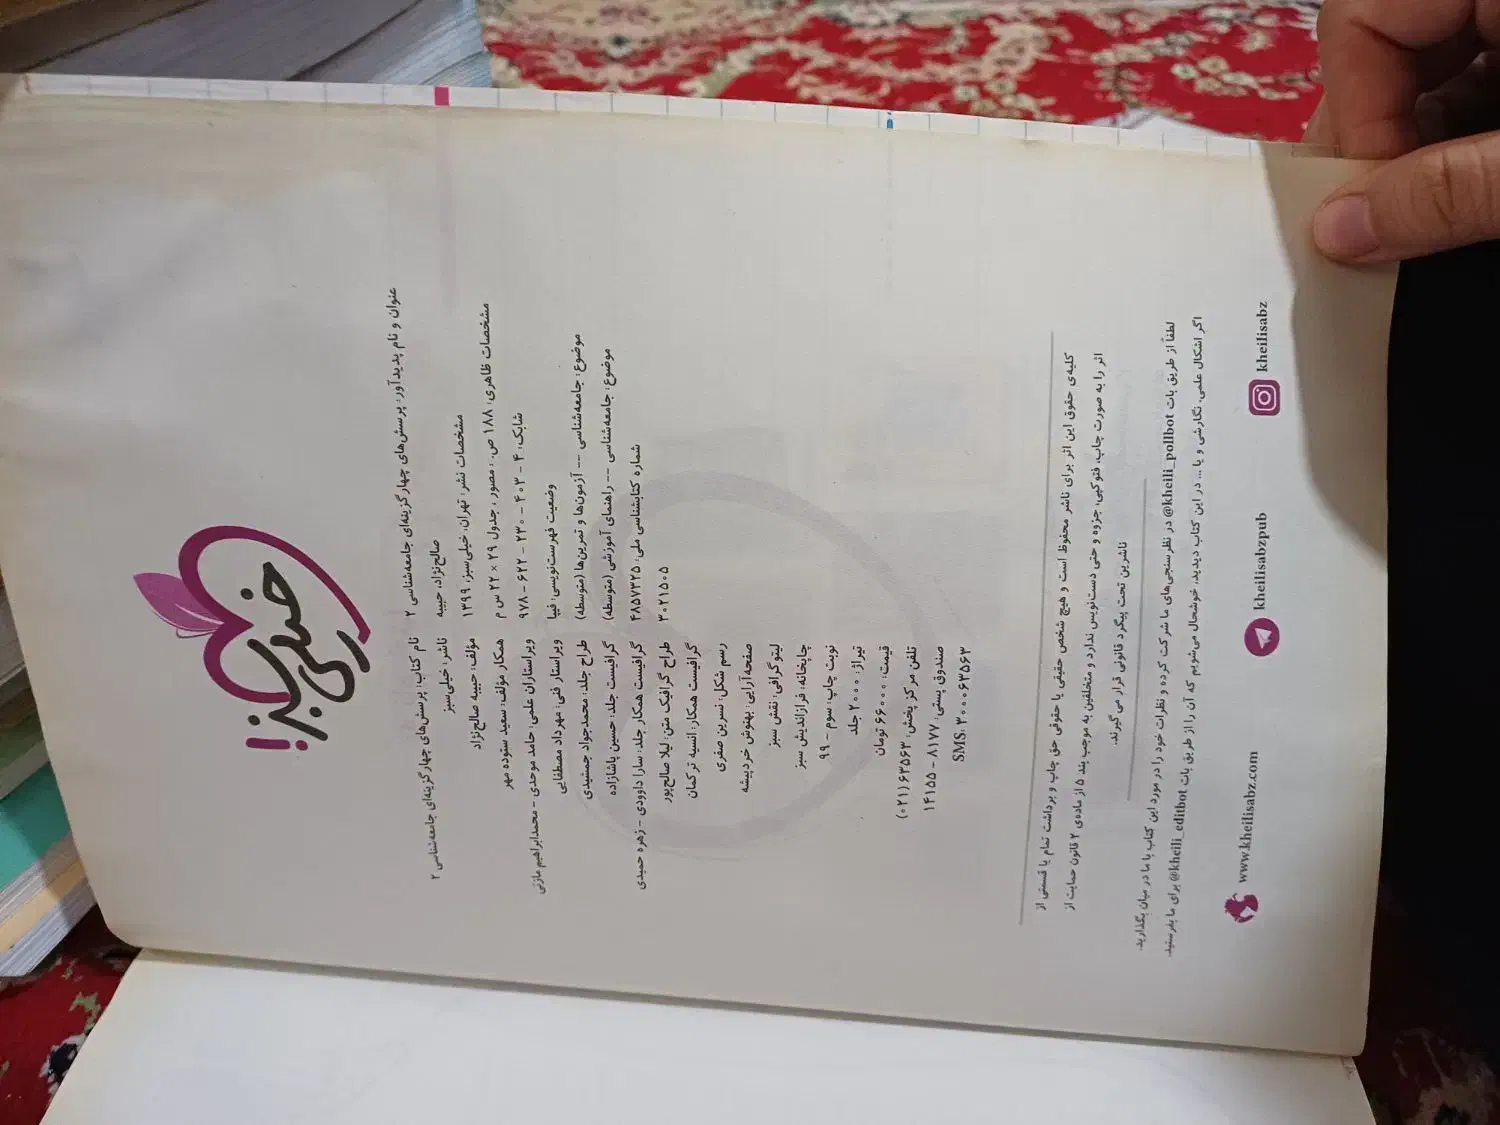 خیلی سبز!
عنوان و نام پدیدآور: پرسش‌های چهارگزینه‌ای جامعه‌شناسی ۲
صالح‌نژاد، حبیبه
مشخصات نشر: تهران، خیلی‌سبز، ۱۳۹۹
مشخصات ظاهری: ۱۸۸ ص.: مصور، جدول ۲۹ × ۲۲ س م
شابک: ۴ - ۴۰۳ - ۲۳۰ - ۶۲۲ - ۹۷۸
وضعیت فهرست‌نویسی: فیپا
موضوع: جامعه‌شناسی -- آزمون‌ها و تمرین‌ها (متوسطه)
موضوع: جامعه‌شناسی -- راهنمای آموزشی (متوسطه)
شماره کتابشناسی ملی: ۴۸۵۷۳۲۵
۳۰۲۱۵۰۵
نام کتاب: پرسش‌های چهارگزینه‌ای جامعه‌شناسی ۲
ناشر: خیلی‌سبز
مؤلف: حبیبه صالح‌نژاد
همکار مؤلف: سعید ستوده مهر
ویراستاران علمی: حامد موحدی - محمدابراهیم مازنی
ویراستار فنی: مهرداد مصطفایی
طراح جلد: محمدجواد جمشیدی
گرافیست جلد: حسین پاشازاده
گرافیست همکار جلد: سارا داوودی - زهره حمیدی
طراح گرافیک متن: لیلا صالح‌پور
گرافیست همکار: انسیه ترکمان
رسم شکل: نسرین صفری
صفحه‌آرایی: بهنوش خردپیشه
لیتوگرافی: نقش سبز
چاپخانه: فرازاندیش سبز
نوبت چاپ: سوم - ۹۹
تیراژ: ۲۰۰۰ جلد
قیمت: ۶۶۰۰۰ تومان
تلفن مرکز پخش: ۶۳۵۶۳ (۰۲۱)
صندوق پستی: ۸۱۷۷ - ۱۴۱۵۵
SMS: ۳۰۰۰۶۳۵۶۳
کلیه‌ی حقوق این اثر برای ناشر محفوظ است و هیچ شخص حقیقی یا حقوقی حق چاپ و برداشت تمام یا قسمتی از
اثر را به صورت چاپ، فتوکپی، جزوه و حتی دست‌نویس ندارد و متخلفین به موجب بند ۵ از ماده‌ی ۲ قانون حمایت از
ناشرین تحت پیگرد قانونی قرار می گیرند.
لطفاً از طریق بات @kheili_pollbot در نظرسنجی‌های ما شرکت کرده و نظرات خود را در مورد این کتاب با ما در میان بگذارید.
اگر اشکال علمی، نگارشی و یا ... در این کتاب دیدید، خوشحال می‌شویم که آن را از طریق بات @kheili_editbot برای ما بفرستید.
www.kheilisabz.com
kheilisabzpub
kheilisabz